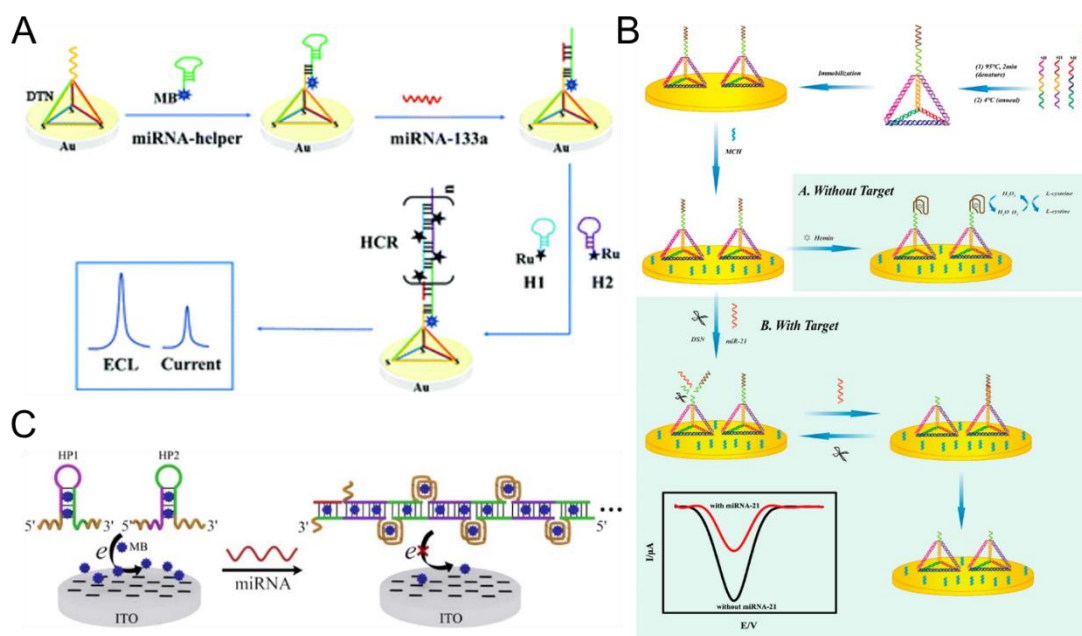 A
DTN
MB
Au
miRNA-helper
Au
miRNA-133a
Au
n
HCR
Ru
H1
Ru
H2
S
S
S
Au
ECL
Current
B
Immobilization
(1) 95°C, 2min
(denature)
(2) 4°C (anneal)
MCH
A. Without Target
Hemin
H₂O₂
L-cysteine
L-cystine
B. With Target
DSN
miR-21
I/μA
with miRNA-21
without miRNA-21
E/V
C
HP1
HP2
5'
3'
5'
3'
e
MB
ITO
miRNA
3'
5'
e
ITO